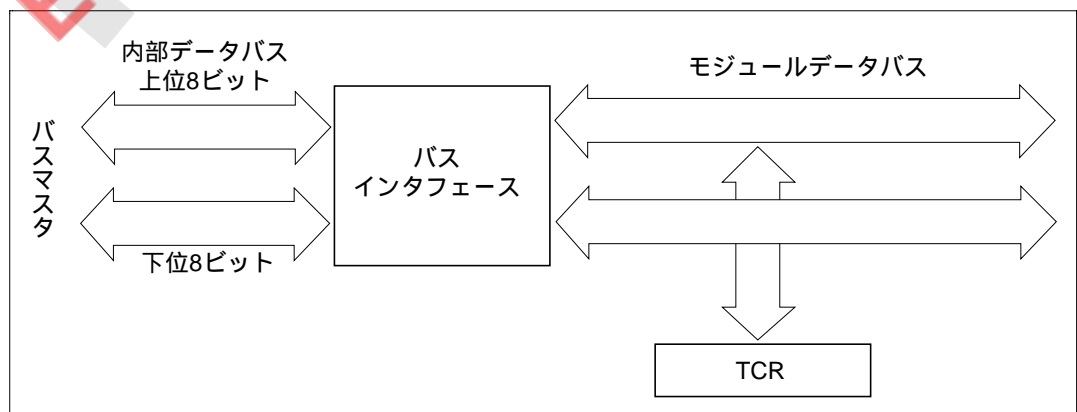 内部データバス
上位8ビット
モジュールデータバス
バスマスタ
バス
インタフェース
下位8ビット
TCR